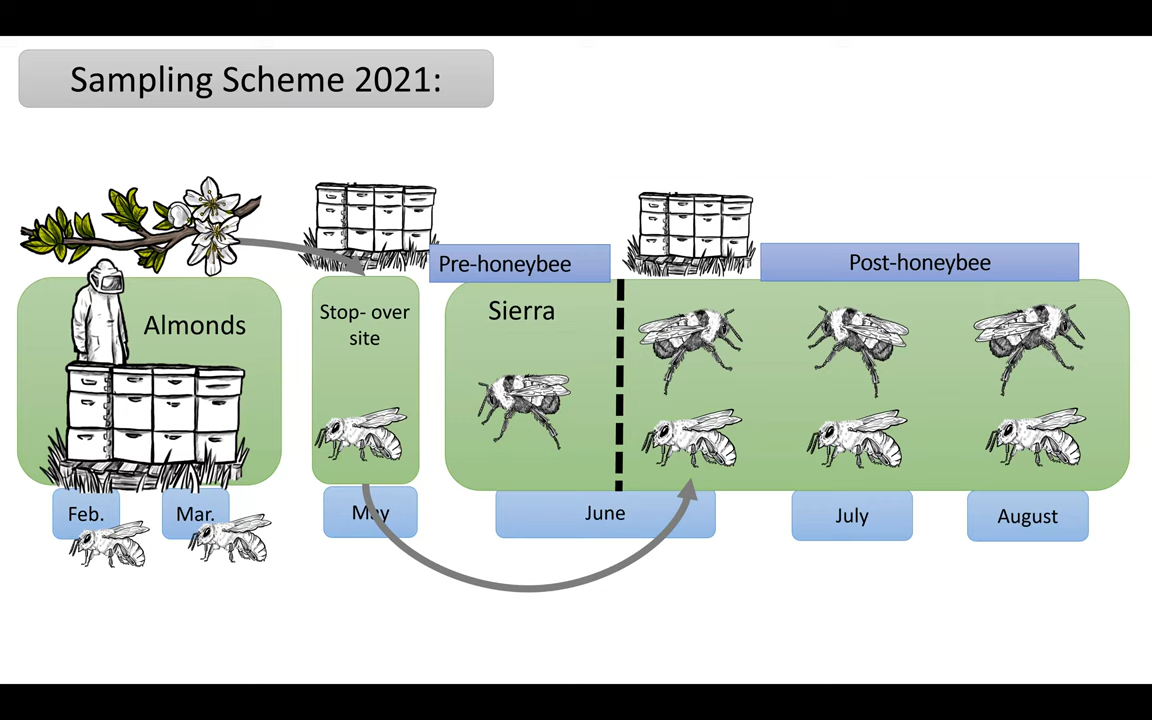 Sampling Scheme 2021:
Pre-honeybee
Post-honeybee
Almonds
Stop- over
site
Sierra
Feb.
Mar.
May
June
July
August